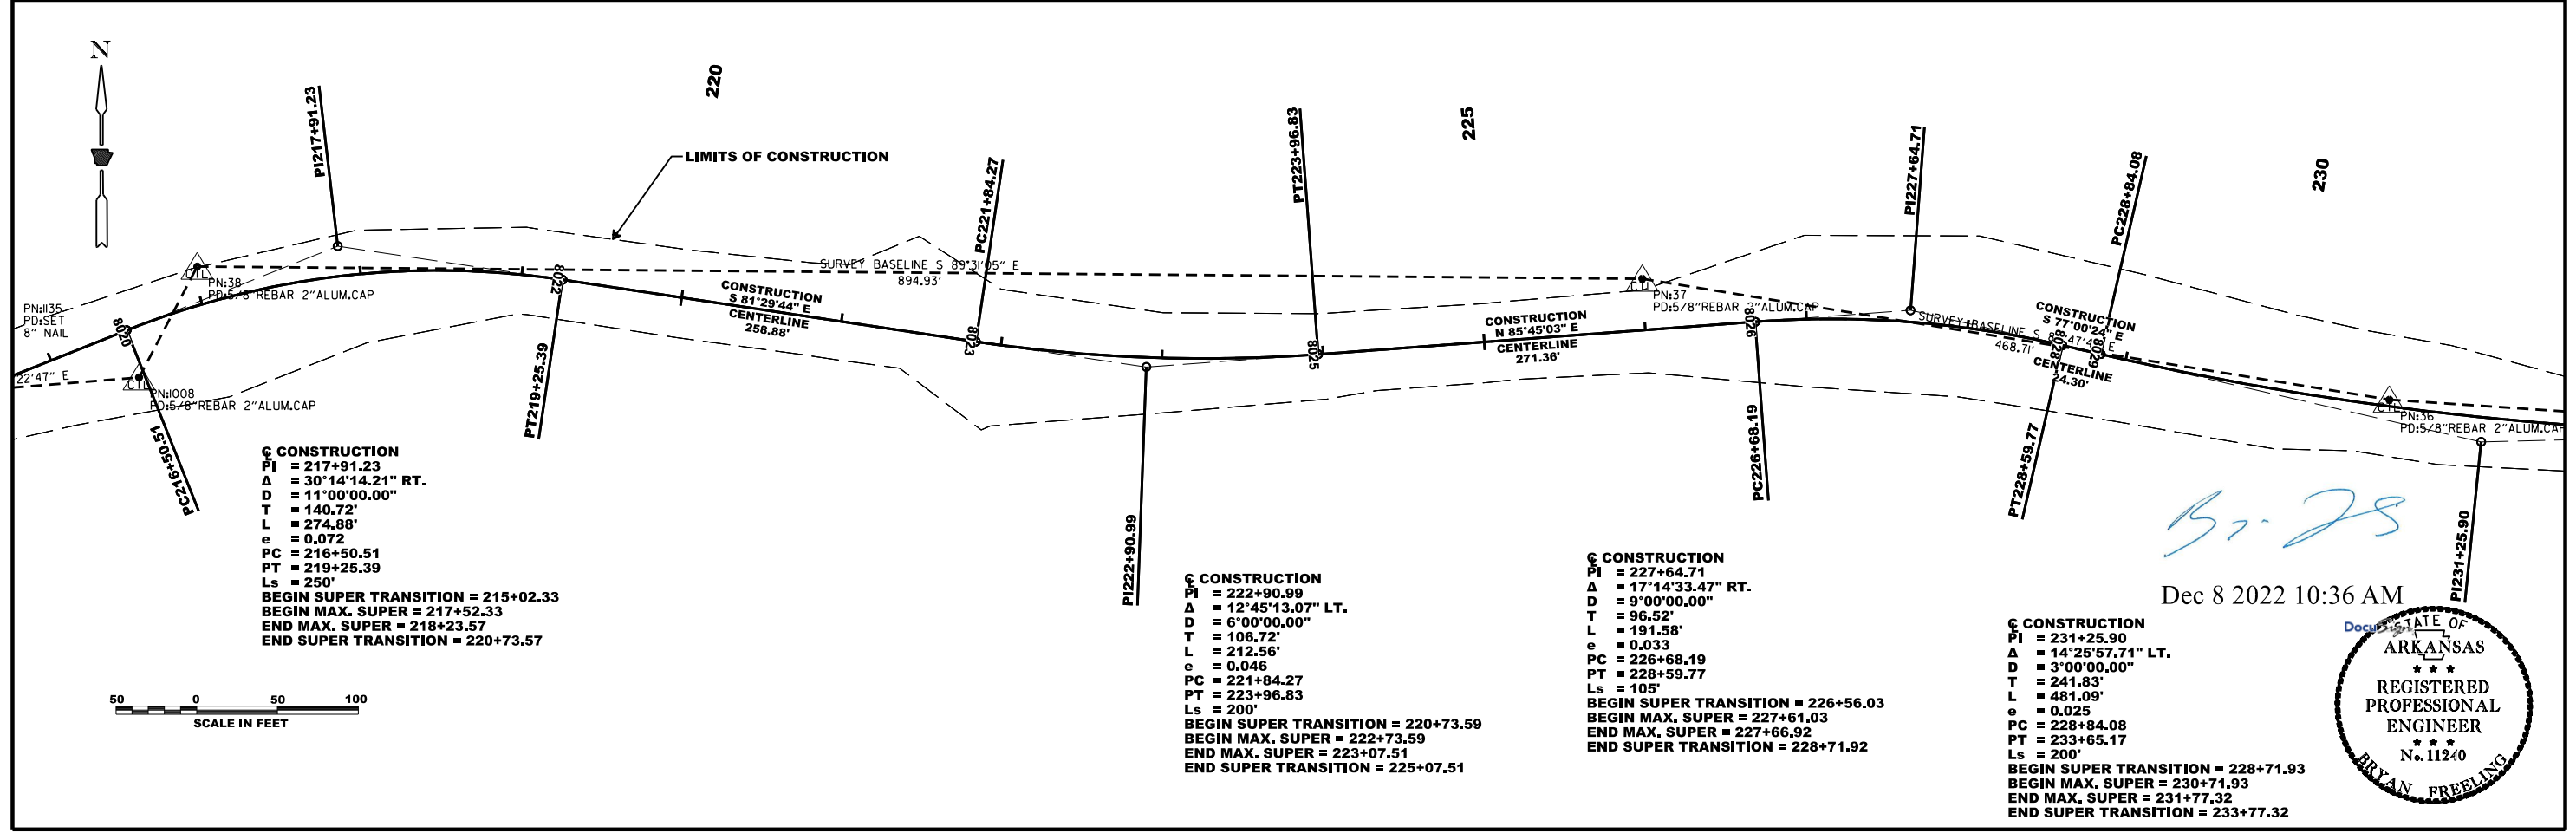 N
220
225
230
PI217+91.23
LIMITS OF CONSTRUCTION
PC221+84.27
PT223+96.83
PI227+64.71
PC228+84.08
CTL
PN:38
PD:5/8"REBAR 2"ALUM.CAP
PN:1135
PD:SET
8" NAIL
8020
22'47" E
CTL
PN:1008
PD:5/8"REBAR 2"ALUM.CAP
PC216+50.51
8022
PT219+25.39
CONSTRUCTION
S 81°29'44" E
CENTERLINE
258.88'
SURVEY BASELINE S 89°31'05" E
894.93'
8023
8025
PI222+90.99
CONSTRUCTION
N 85°45'03" E
CENTERLINE
271.36'
CTL
PN:37
PD:5/8"REBAR 2"ALUM.CAP
8026
PC226+68.19
SURVEY BASELINE S
E
468.71'
CONSTRUCTION
S 77°00'24" E
CENTERLINE
24.30'
8028
8029
PT228+59.77
CTL
PN:36
PD:5/8"REBAR 2"ALUM.CAP
PI231+25.90
℄ CONSTRUCTION
PI = 217+91.23
Δ = 30°14'14.21" RT.
D = 11°00'00.00"
T = 140.72'
L = 274.88'
e = 0.072
PC = 216+50.51
PT = 219+25.39
Ls = 250'
BEGIN SUPER TRANSITION = 215+02.33
BEGIN MAX. SUPER = 217+52.33
END MAX. SUPER = 218+23.57
END SUPER TRANSITION = 220+73.57
50 0 50 100
SCALE IN FEET
℄ CONSTRUCTION
PI = 222+90.99
Δ = 12°45'13.07" LT.
D = 6°00'00.00"
T = 106.72'
L = 212.56'
e = 0.046
PC = 221+84.27
PT = 223+96.83
Ls = 200'
BEGIN SUPER TRANSITION = 220+73.59
BEGIN MAX. SUPER = 222+73.59
END MAX. SUPER = 223+07.51
END SUPER TRANSITION = 225+07.51
℄ CONSTRUCTION
PI = 227+64.71
Δ = 17°14'33.47" RT.
D = 9°00'00.00"
T = 96.52'
L = 191.58'
e = 0.033
PC = 226+68.19
PT = 228+59.77
Ls = 105'
BEGIN SUPER TRANSITION = 226+56.03
BEGIN MAX. SUPER = 227+61.03
END MAX. SUPER = 227+66.92
END SUPER TRANSITION = 228+71.92
℄ CONSTRUCTION
PI = 231+25.90
Δ = 14°25'57.71" LT.
D = 3°00'00.00"
T = 241.83'
L = 481.09'
e = 0.025
PC = 228+84.08
PT = 233+65.17
Ls = 200'
BEGIN SUPER TRANSITION = 228+71.93
BEGIN MAX. SUPER = 230+71.93
END MAX. SUPER = 231+77.32
END SUPER TRANSITION = 233+77.32
Dec 8 2022 10:36 AM
DocuSign
STATE OF
ARKANSAS
★ ★ ★
REGISTERED
PROFESSIONAL
ENGINEER
★ ★ ★
No. 11240
BRYAN FREELING